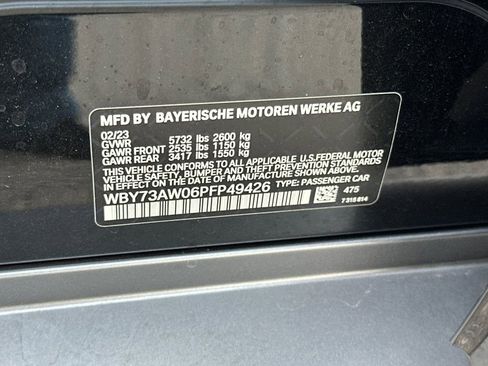 MFD BY BAYERISCHE MOTOREN WERKE AG
02/23
GVWR 5732 lbs 2600 kg
GAWR FRONT 2535 lbs 1150 kg
GAWR REAR 3417 lbs 1550 kg
THIS VEHICLE CONFORMS TO ALL APPLICABLE U.S.FEDERAL MOTOR
VEHICLE SAFETY, BUMPER AND THEFT PREVENTION STANDARDS
IN EFFECT ON THE DATE OF MANUFACTURE SHOWN ABOVE.
WBY73AW06PFP49426 TYPE: PASSENGER CAR
475
7 315 614